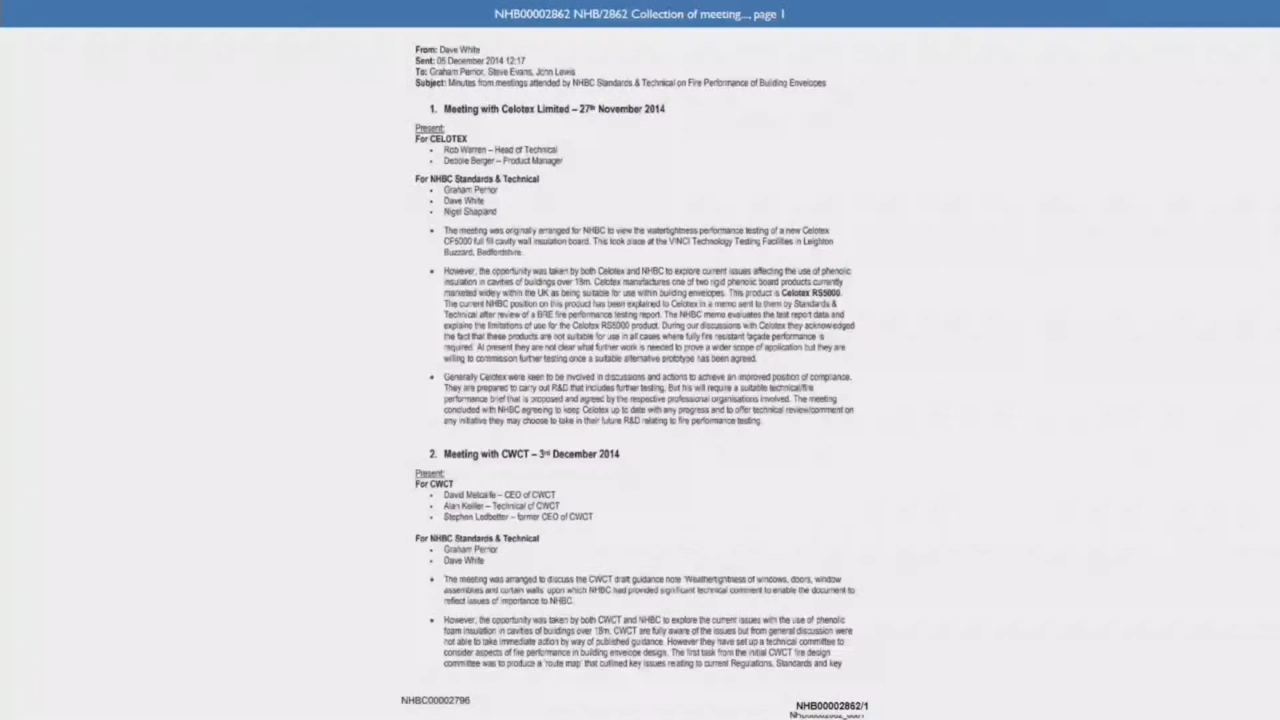 NHB00002862 NHB/2862 Collection of meeting..., page 1
From: Dave White
Sent: 05 December 2014 12:17
To: Graham Perrior, Steve Evans, John Lewis
Subject: Minutes from meetings attended by NHBC Standards & Technical on Fire Performance of Building Envelopes
1. Meeting with Celotex Limited – 27th November 2014
Present:
For CELOTEX
• Rob Warren – Head of Technical
• Debbie Berger – Product Manager
For NHBC Standards & Technical
• Graham Perrior
• Dave White
• Nigel Shapland
• The meeting was originally arranged for NHBC to view the watertightness performance testing of a new Celotex
CF5000 full fill cavity wall insulation board. This took place at the VINCI Technology Testing Facilities in Leighton
Buzzard, Bedfordshire.
• However, the opportunity was taken by both Celotex and NHBC to explore current issues affecting the use of phenolic
insulation in cavities of buildings over 18m. Celotex manufactures one of two rigid phenolic board products currently
marketed widely within the UK as being suitable for use within building envelopes. This product is Celotex RS5000.
The current NHBC position on this product has been explained to Celotex in a memo sent to them by Standards &
Technical after review of a BRE fire performance testing report. The NHBC memo evaluates the test report data and
explains the limitations of use for the Celotex RS5000 product. During our discussions with Celotex they acknowledged
the fact that these products are not suitable for use in all cases where fully fire resistant façade performance is
required. At present they are not clear what further work is needed to prove a wider scope of application but they are
willing to commission further testing once a suitable alternative prototype has been agreed.
• Generally Celotex were keen to be involved in discussions and actions to achieve an improved position of compliance.
They are prepared to carry out R&D that includes further testing. But his will require a suitable technical/fire
performance brief that is proposed and agreed by the respective professional organisations involved. The meeting
concluded with NHBC agreeing to keep Celotex up to date with any progress and to offer technical review/comment on
any initiative they may choose to take in their future R&D relating to fire performance testing.
2. Meeting with CWCT – 3rd December 2014
Present:
For CWCT
• David Metcalfe – CEO of CWCT
• Alan Keiller – Technical of CWCT
• Stephen Ledbetter – former CEO of CWCT
For NHBC Standards & Technical
• Graham Perrior
• Dave White
• The meeting was arranged to discuss the CWCT draft guidance note 'Weathertightness of windows, doors, window
assemblies and curtain walls' upon which NHBC had provided significant technical comment to enable the document to
reflect issues of importance to NHBC.
• However, the opportunity was taken by both CWCT and NHBC to explore the current issues with the use of phenolic
foam insulation in cavities of buildings over 18m. CWCT are fully aware of the issues but from general discussion were
not able to take immediate action by way of published guidance. However they have set up a technical committee to
consider aspects of fire performance in building envelope design. The first task from the initial CWCT fire design
committee was to produce a 'route map' that outlined key issues relating to current Regulations, Standards and key
NHBC00002796
NHB00002862/1